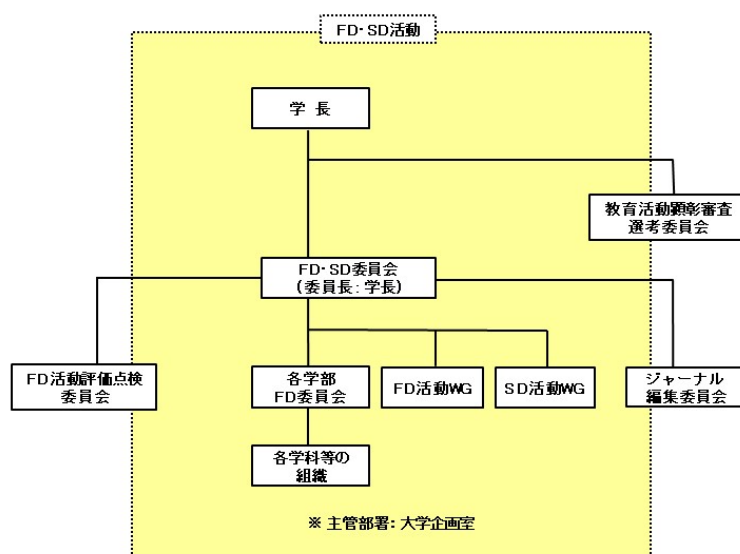 FD・SD活動
学 長
教育活動顕彰審査
選考委員会
FD・SD委員会
(委員長：学長)
FD活動評価点検
委員会
各学部
FD委員会
FD活動WG
SD活動WG
ジャーナル
編集委員会
各学科等の
組織
※ 主管部署：大学企画室